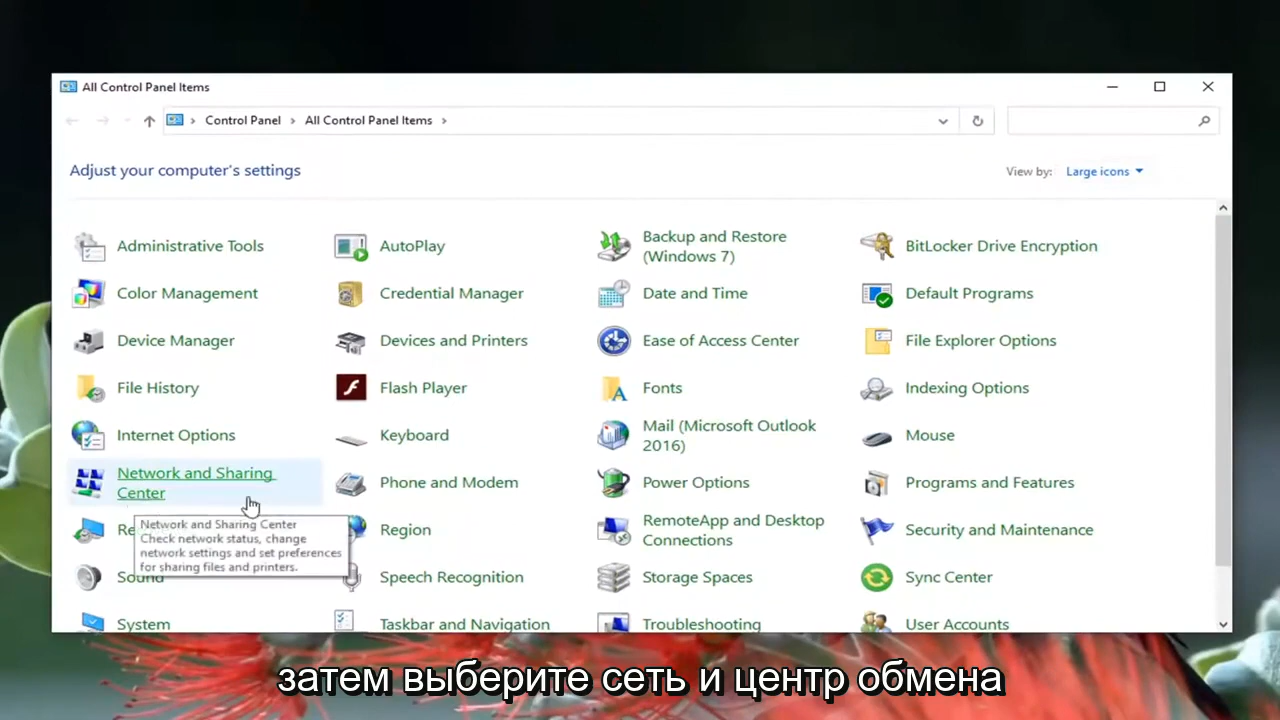 All Control Panel Items
Control Panel
All Control Panel Items
Adjust your computer's settings
View by:
Large icons
Administrative Tools
AutoPlay
Backup and Restore
(Windows 7)
BitLocker Drive Encryption
Color Management
Credential Manager
Date and Time
Default Programs
Device Manager
Devices and Printers
Ease of Access Center
File Explorer Options
File History
Flash Player
Fonts
Indexing Options
Internet Options
Keyboard
Mail (Microsoft Outlook
2016)
Mouse
Network and Sharing
Center
Phone and Modem
Power Options
Programs and Features
Network and Sharing Center
Check network status, change
network settings and set preferences
for sharing files and printers.
Region
RemoteApp and Desktop
Connections
Security and Maintenance
Sound
Speech Recognition
Storage Spaces
Sync Center
System
Taskbar and Navigation
Troubleshooting
User Accounts
затем выберите сеть и центр обмена